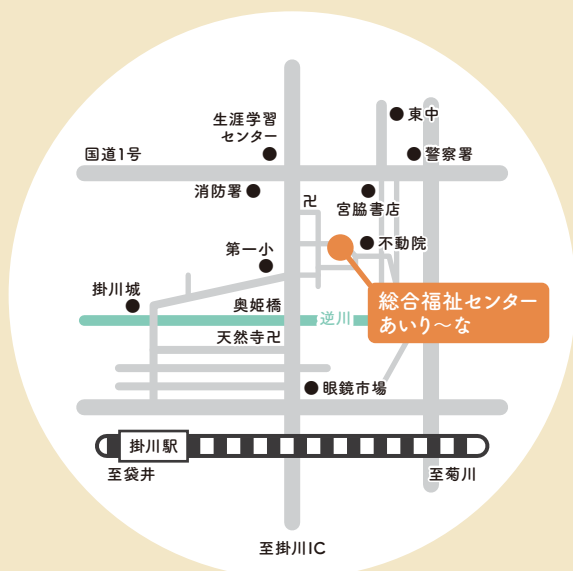 東中
生涯学習
センター
国道1号
警察署
消防署
卍
宮脇書店
不動院
第一小
掛川城
総合福祉センター
あいり〜な
奥姫橋
逆川
天然寺卍
眼鏡市場
掛川駅
至袋井
至菊川
至掛川IC